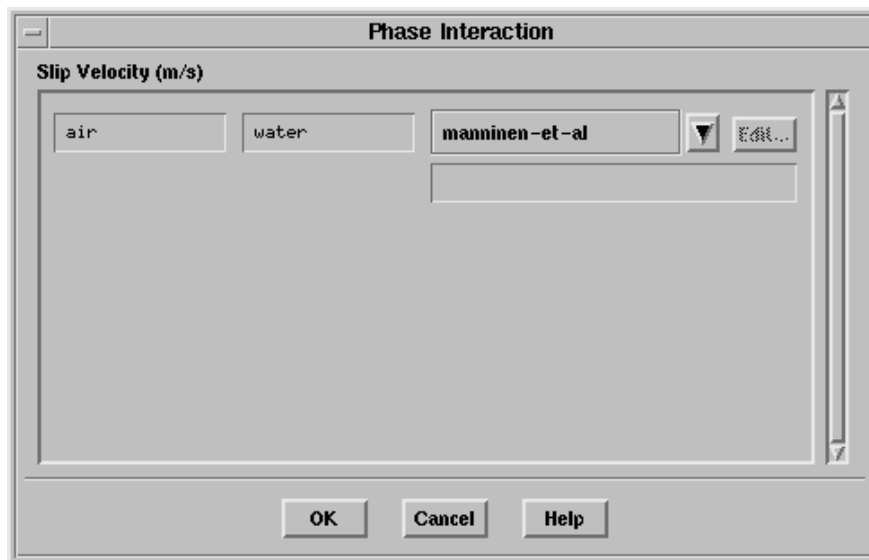 Phase Interaction
Slip Velocity (m/s)
air water manninen-et-al Edit...
OK Cancel Help